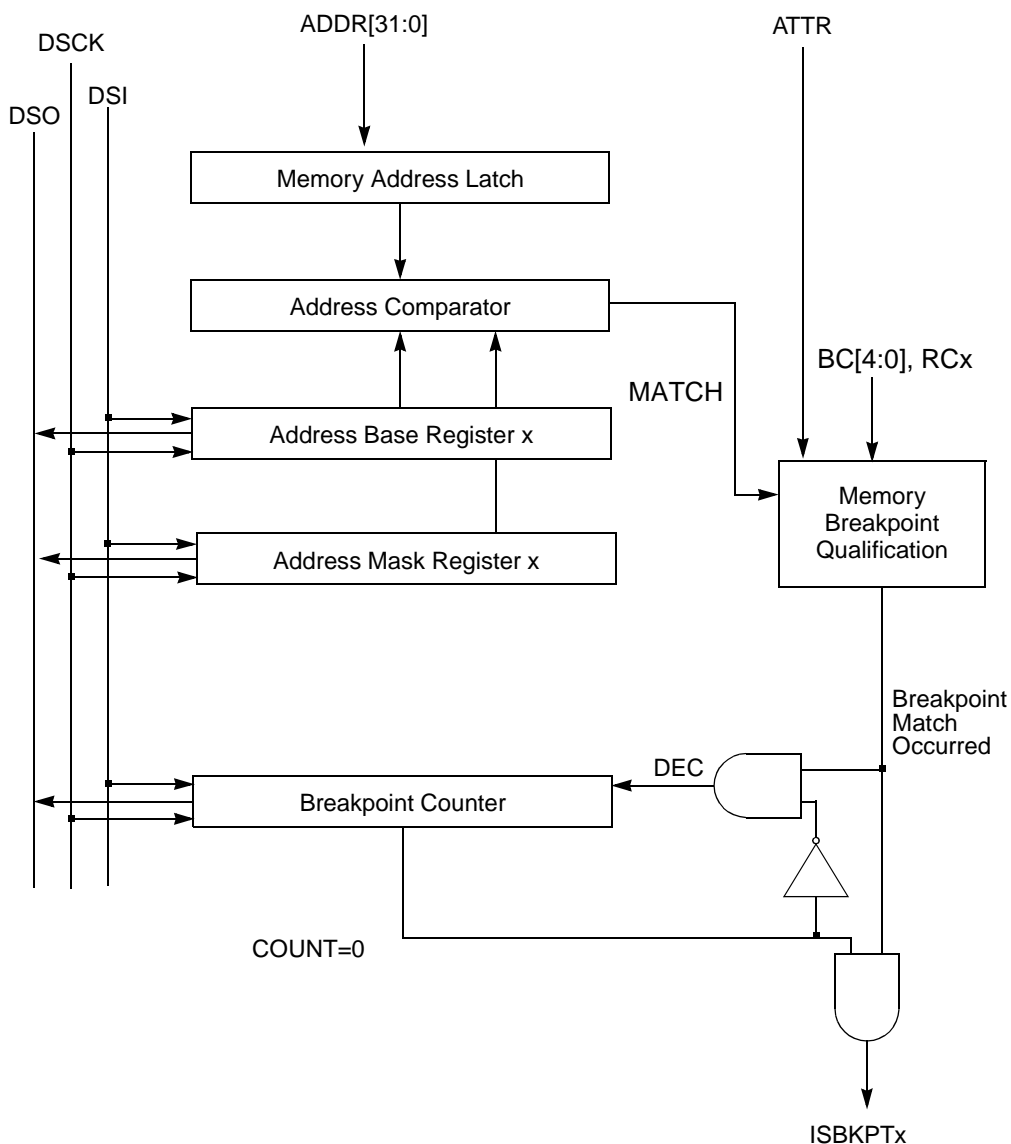 ADDR[31:0]
ATTR
DSCK
DSI
DSO
Memory Address Latch
Address Comparator
BC[4:0], RCx
MATCH
Address Base Register x
Memory
Breakpoint
Qualification
Address Mask Register x
Breakpoint
Match
Occurred
DEC
Breakpoint Counter
COUNT=0
ISBKPTx